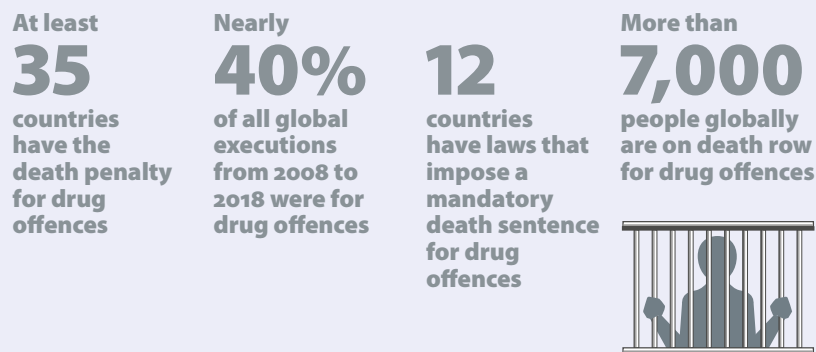 At least
35
countries
have the
death penalty
for drug
offences
Nearly
40%
of all global
executions
from 2008 to
2018 were for
drug offences
12
countries
have laws that
impose a
mandatory
death sentence
for drug
offences
More than
7,000
people globally
are on death row
for drug offences